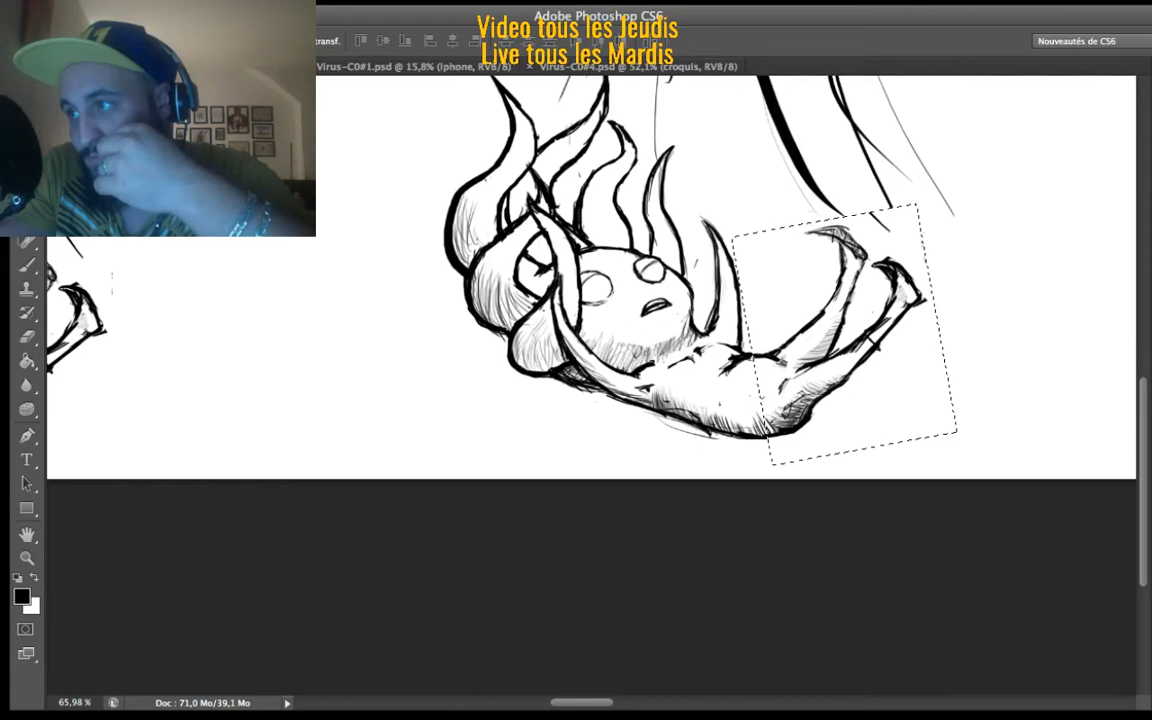 Adobe Photoshop CS6
Video tous les Jeudis
Live tous les Mardis
transf.
Nouveautés de CS6
Virus-C0#1.psd @ 15,8% (iphone, RVB/8) × Virus-C0#4.psd @ 52,1% (croquis, RVB/8)
65,98 % Doc : 71,0 Mo/39,1 Mo